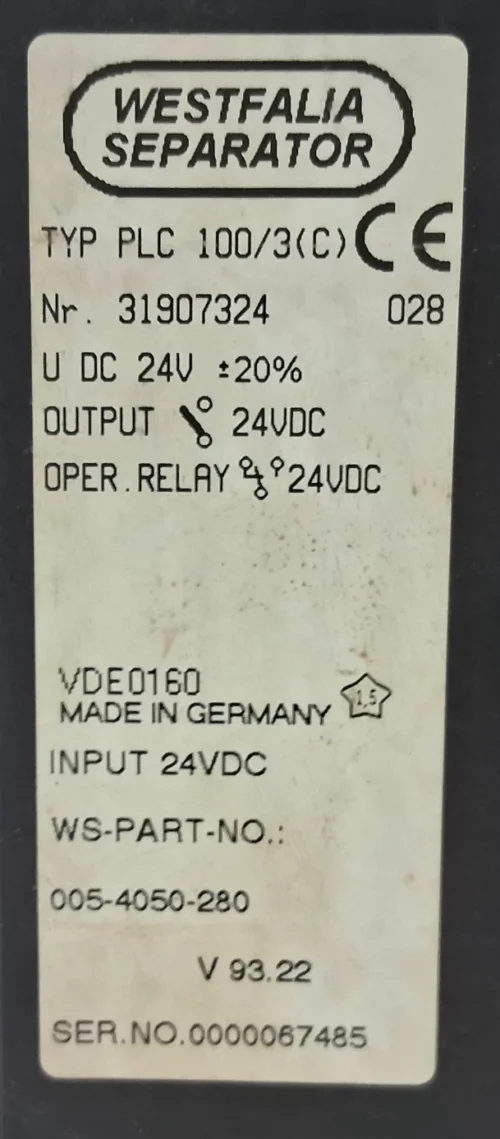 WESTFALIA
SEPARATOR
TYP PLC 100/3(C) CE
Nr. 31907324 028
U DC 24V ±20%
OUTPUT 24VDC
OPER.RELAY 24VDC
VDE0160
1.5
MADE IN GERMANY
INPUT 24VDC
WS-PART-NO.:
005-4050-280
V 93.22
SER.NO.0000067485